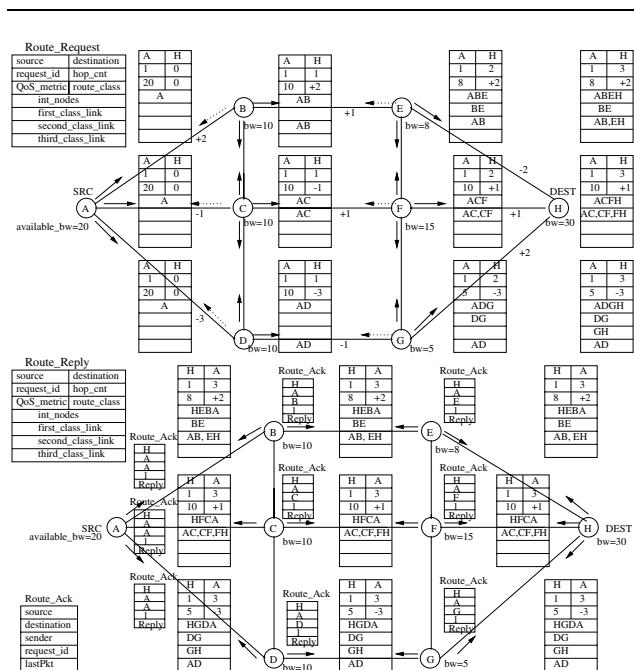 Route_Request
source destination
request_id hop_cnt
QoS_metric route_class
int_nodes
first_class_link
second_class_link
third_class_link
A H
1 0
20 0
A
A H
1 1
10 +2
AB
AB
A H
1 2
8 +2
ABE
BE
AB
A H
1 3
8 +2
ABEH
BE
AB,EH
B
bw=10
+1
E
bw=8
+2
-2
A H
1 0
20 0
A
A H
1 1
10 -1
AC
AC
A H
1 2
10 +1
ACF
AC,CF
A H
1 3
10 +1
ACFH
AC,CF,FH
SRC
A
available_bw=20
-1
C
bw=10
+1
F
bw=15
+1
DEST
H
bw=30
+2
A H
1 0
20 0
A
A H
1 1
10 -3
AD
AD
A H
1 2
5 -3
ADG
DG
AD
A H
1 3
5 -3
ADGH
DG
GH
AD
-3
D
bw=10
-1
G
bw=5
Route_Reply
source destination
request_id hop_cnt
QoS_metric route_class
int_nodes
first_class_link
second_class_link
third_class_link
H A
1 3
8 +2
HEBA
BE
AB, EH
Route_Ack
H
A
B
1
Reply
H A
1 3
8 +2
HEBA
BE
AB, EH
Route_Ack
H
A
E
1
Reply
H A
1 3
8 +2
HEBA
BE
AB, EH
B
bw=10
E
bw=8
Route_Ack
H
A
A
1
Reply
Route_Ack
H
A
A
1
Reply
H A
1 3
10 +1
HFCA
AC,CF,FH
Route_Ack
H
A
C
1
Reply
H A
1 3
10 +1
HFCA
AC,CF,FH
Route_Ack
H
A
F
1
Reply
H A
1 3
10 +1
HFCA
AC,CF,FH
SRC
A
available_bw=20
C
bw=10
F
bw=15
H
DEST
bw=30
Route_Ack
source
destination
sender
request_id
lastPkt
Route_Ack
H
A
A
1
Reply
H A
1 3
5 -3
HGDA
DG
GH
AD
Route_Ack
H
A
D
1
Reply
H A
1 3
5 -3
HGDA
DG
GH
AD
Route_Ack
H
A
G
1
Reply
H A
1 3
5 -3
HGDA
DG
GH
AD
D
bw=10
G
bw=5